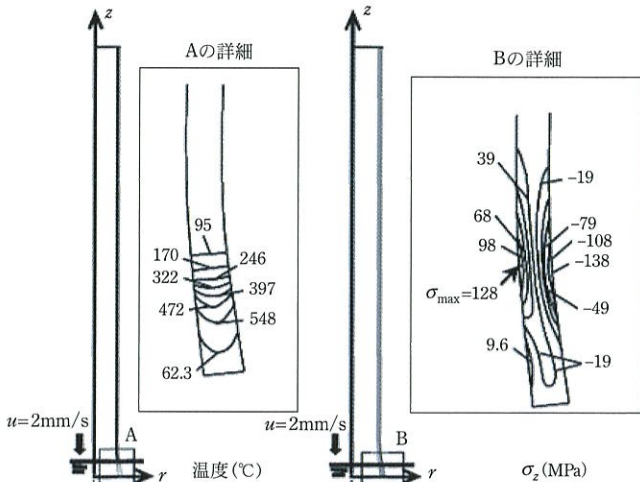 z
Aの詳細
95
170
246
322
397
472
548
62.3
u=2mm/s
A
r
温度(℃)
z
Bの詳細
39
-19
68
-79
98
-108
-138
σmax=128
-49
9.6
-19
u=2mm/s
B
r
σz(MPa)